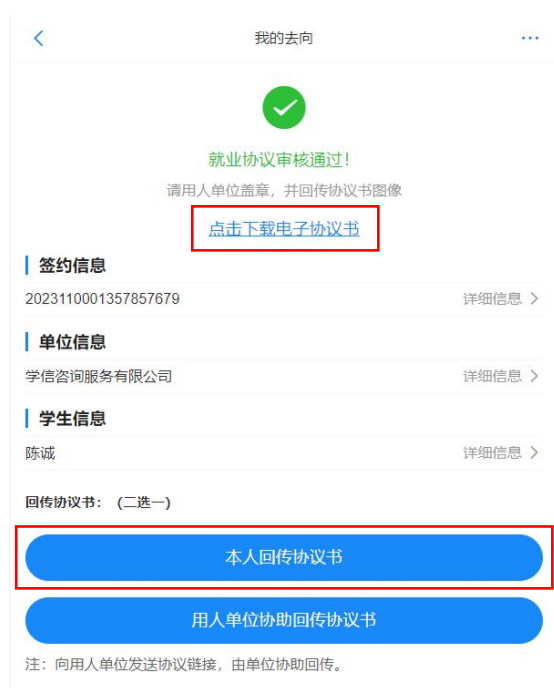 我的去向
就业协议审核通过！
请用人单位盖章，并回传协议书图像
点击下载电子协议书
签约信息
2023110001357857679
详细信息
单位信息
学信咨询服务有限公司
详细信息
学生信息
陈诚
详细信息
回传协议书：（二选一）
本人回传协议书
用人单位协助回传协议书
注：向用人单位发送协议链接，由单位协助回传。